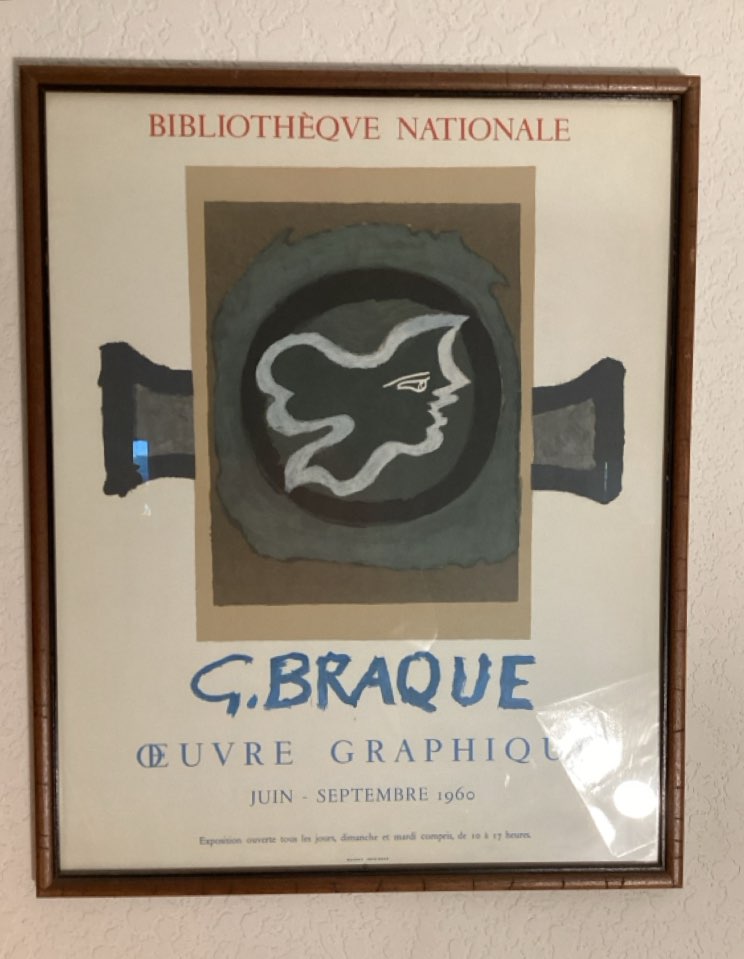 BIBLIOTHÈQVE NATIONALE
G. BRAQUE
ŒUVRE GRAPHIQU
JUIN - SEPTEMBRE 1960
Exposition ouverte tous les jours, dimanche et mardi compris, de 10 à 17 heures.